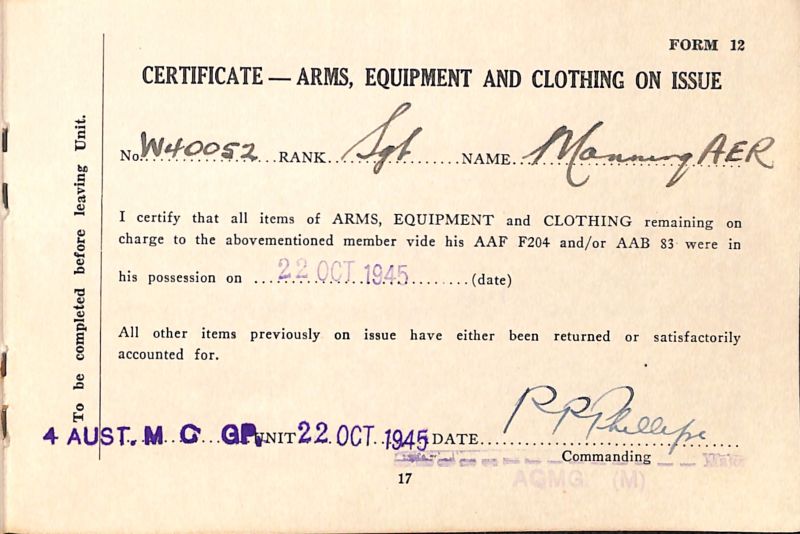 FORM 12
CERTIFICATE — ARMS, EQUIPMENT AND CLOTHING ON ISSUE
To be completed before leaving Unit.
No. W40052 RANK Sgt NAME Manning AER
I certify that all items of ARMS, EQUIPMENT and CLOTHING remaining on
charge to the abovementioned member vide his AAF F204 and/or AAB 83 were in
his possession on 22 OCT 1945 (date)
All other items previously on issue have either been returned or satisfactorily
accounted for.
R R Phillips
4 AUST. M C GP. UNIT 22 OCT 1945 DATE
Commanding Major
AQMG (M)
17